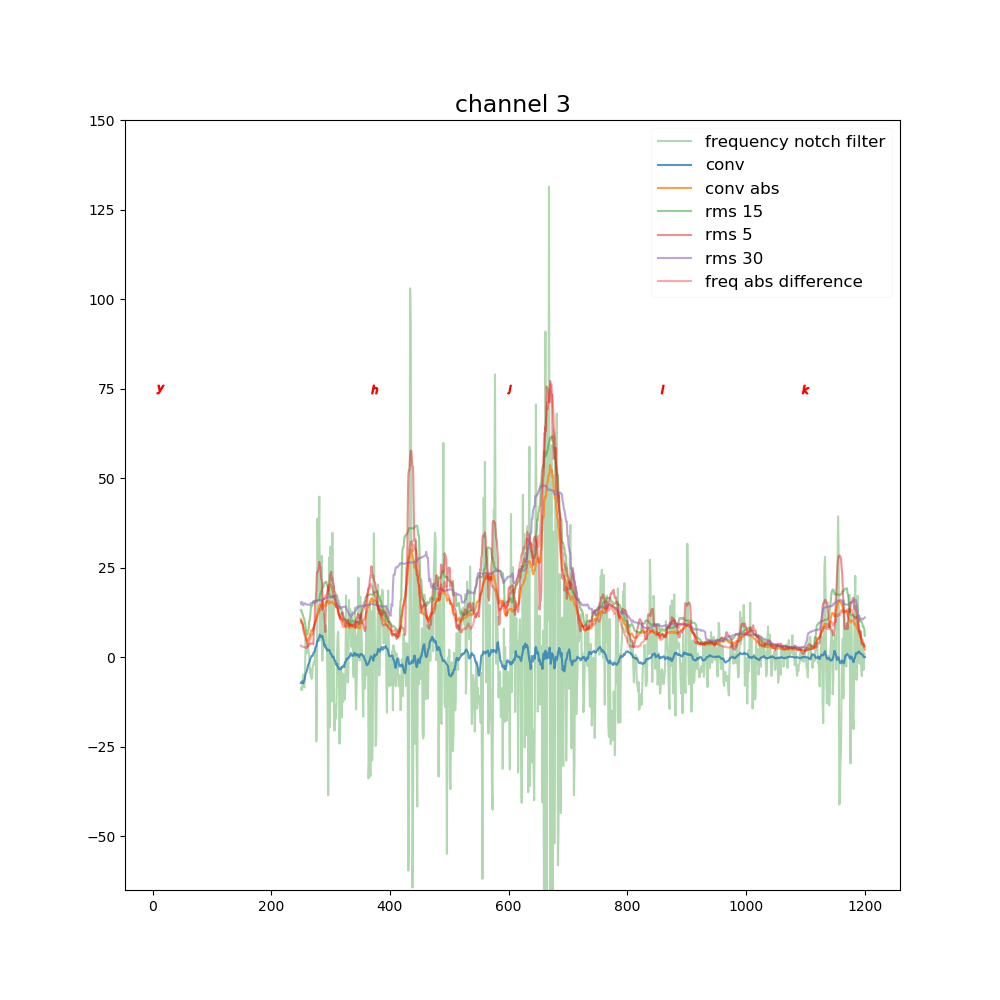 channel 3
150
125
100
75
50
25
0
−25
−50
frequency notch filter
conv
conv abs
rms 15
rms 5
rms 30
freq abs difference
y h j l k
0 200 400 600 800 1000 1200